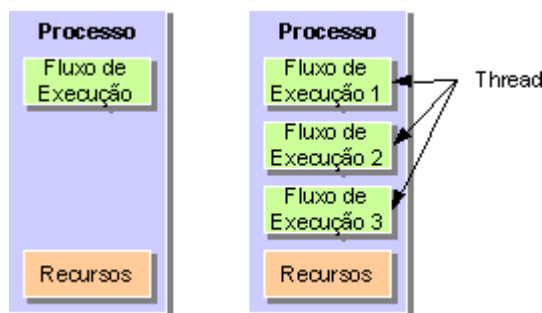 Processo
Fluxo de
Execução
Recursos
Processo
Fluxo de
Execução 1
Fluxo de
Execução 2
Fluxo de
Execução 3
Recursos
Thread